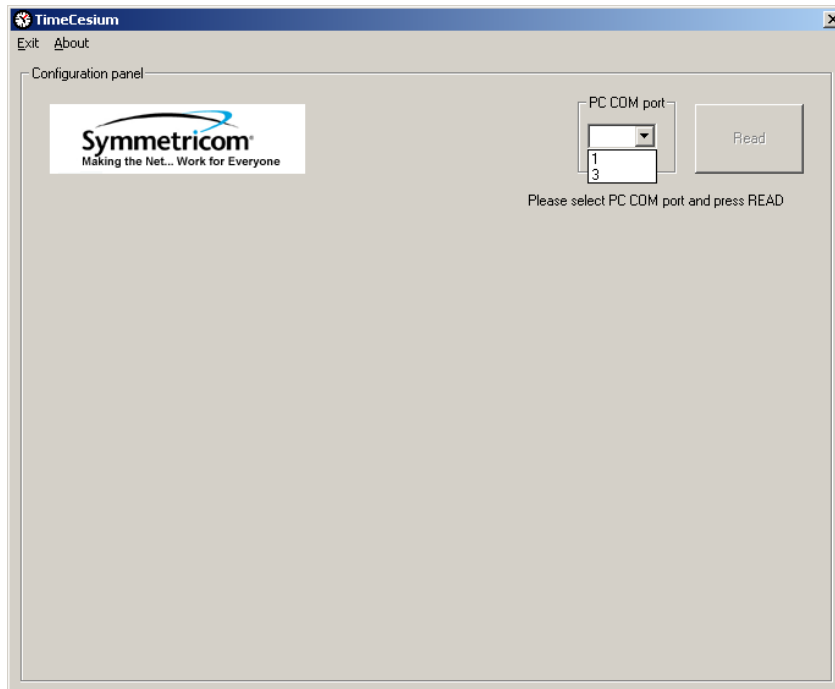 TimeCesium
Exit About
Configuration panel
Symmetricom®
Making the Net... Work for Everyone
PC COM port
1
3
Read
Please select PC COM port and press READ